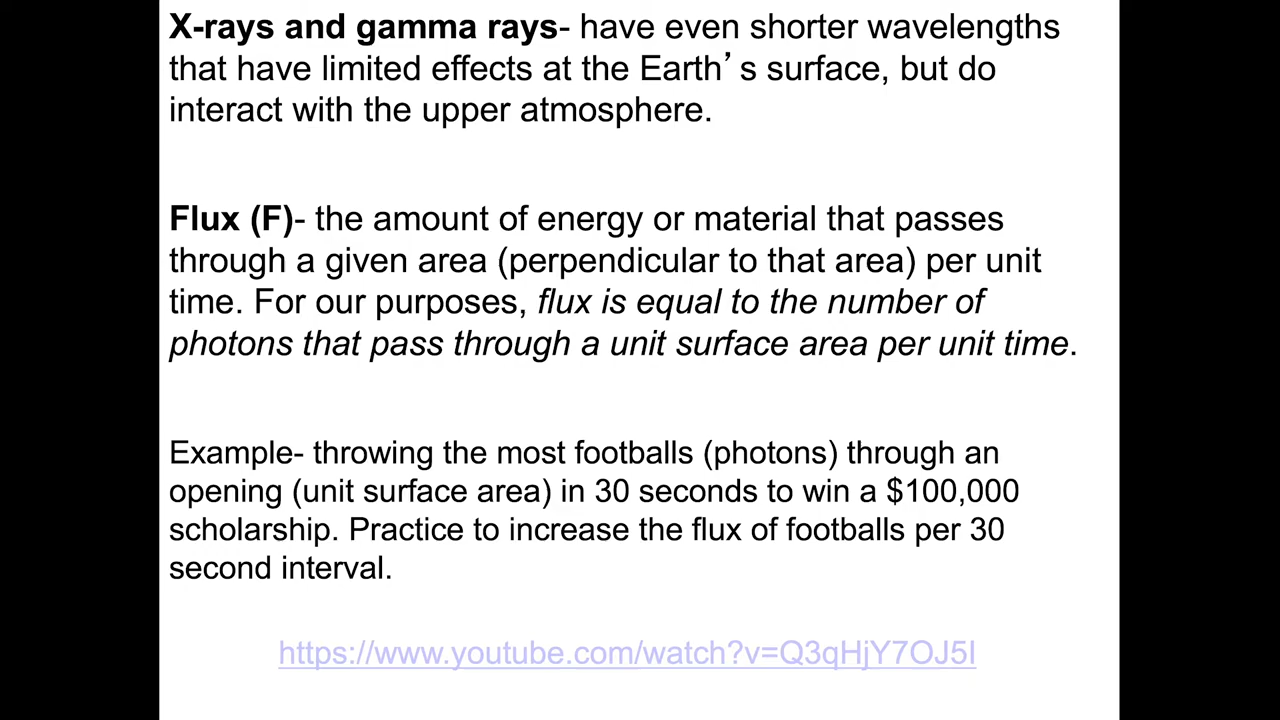 X-rays and gamma rays- have even shorter wavelengths
that have limited effects at the Earth’s surface, but do
interact with the upper atmosphere.
Flux (F)- the amount of energy or material that passes
through a given area (perpendicular to that area) per unit
time. For our purposes, flux is equal to the number of
photons that pass through a unit surface area per unit time.
Example- throwing the most footballs (photons) through an
opening (unit surface area) in 30 seconds to win a $100,000
scholarship. Practice to increase the flux of footballs per 30
second interval.
https://www.youtube.com/watch?v=Q3qHjY7OJ5I